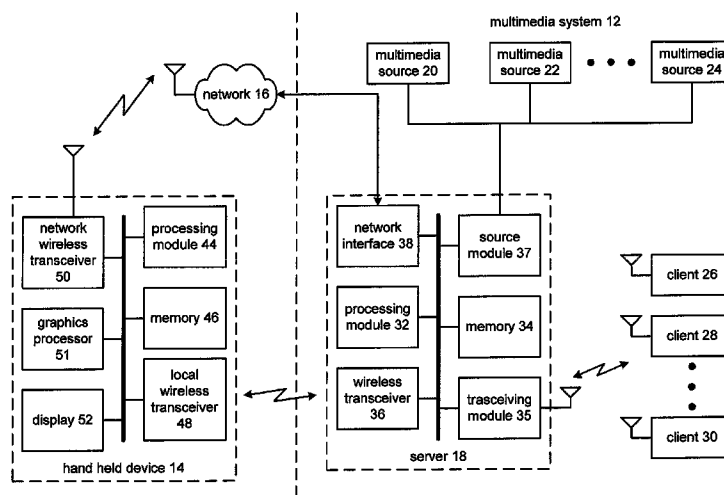 multimedia system 12
multimedia
source 20
multimedia
source 22
multimedia
source 24
network 16
network
wireless
transceiver
50
processing
module 44
graphics
processor
51
memory 46
display 52
local
wireless
transceiver
48
hand held device 14
network
interface 38
source
module
37
processing
module 32
memory 34
wireless
transceiver
36
trasceiving
module 35
server 18
client 26
client 28
client 30